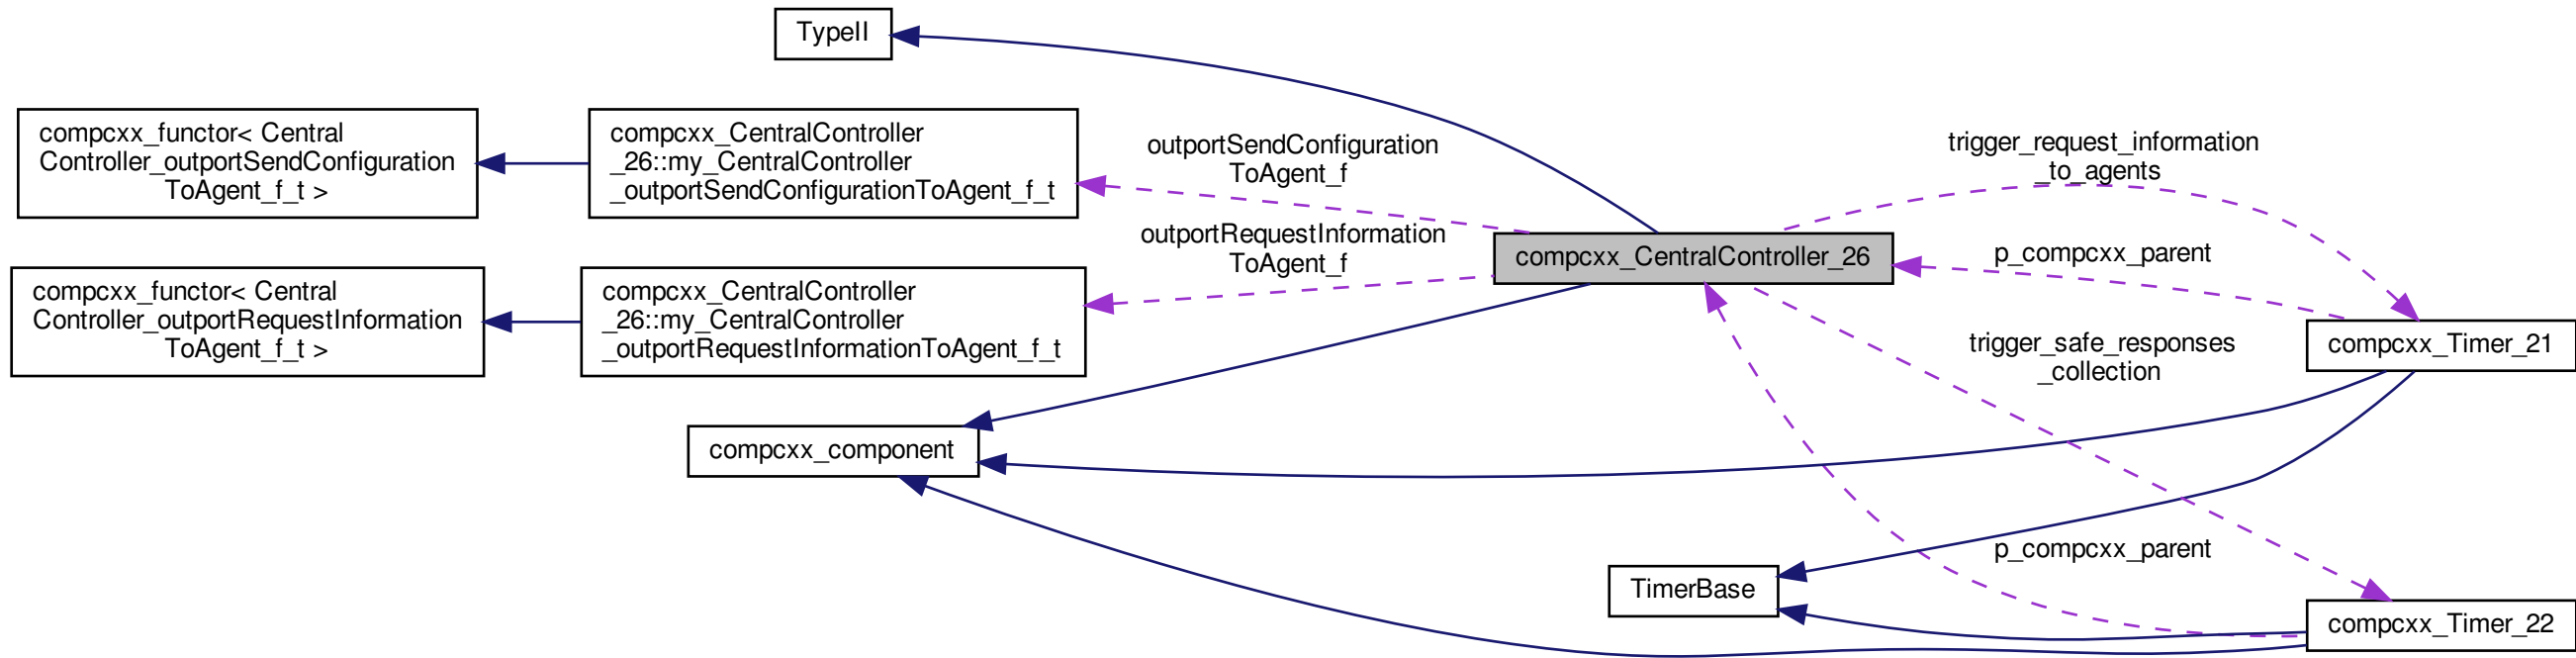 TypeII
compcxx_functor< Central
Controller_outportSendConfiguration
ToAgent_f_t >
compcxx_CentralController
_26::my_CentralController
_outportSendConfigurationToAgent_f_t
outportSendConfiguration
ToAgent_f
trigger_request_information
_to_agents
compcxx_functor< Central
Controller_outportRequestInformation
ToAgent_f_t >
compcxx_CentralController
_26::my_CentralController
_outportRequestInformationToAgent_f_t
outportRequestInformation
ToAgent_f
compcxx_CentralController_26
p_compcxx_parent
trigger_safe_responses
_collection
compcxx_Timer_21
compcxx_component
p_compcxx_parent
TimerBase
compcxx_Timer_22